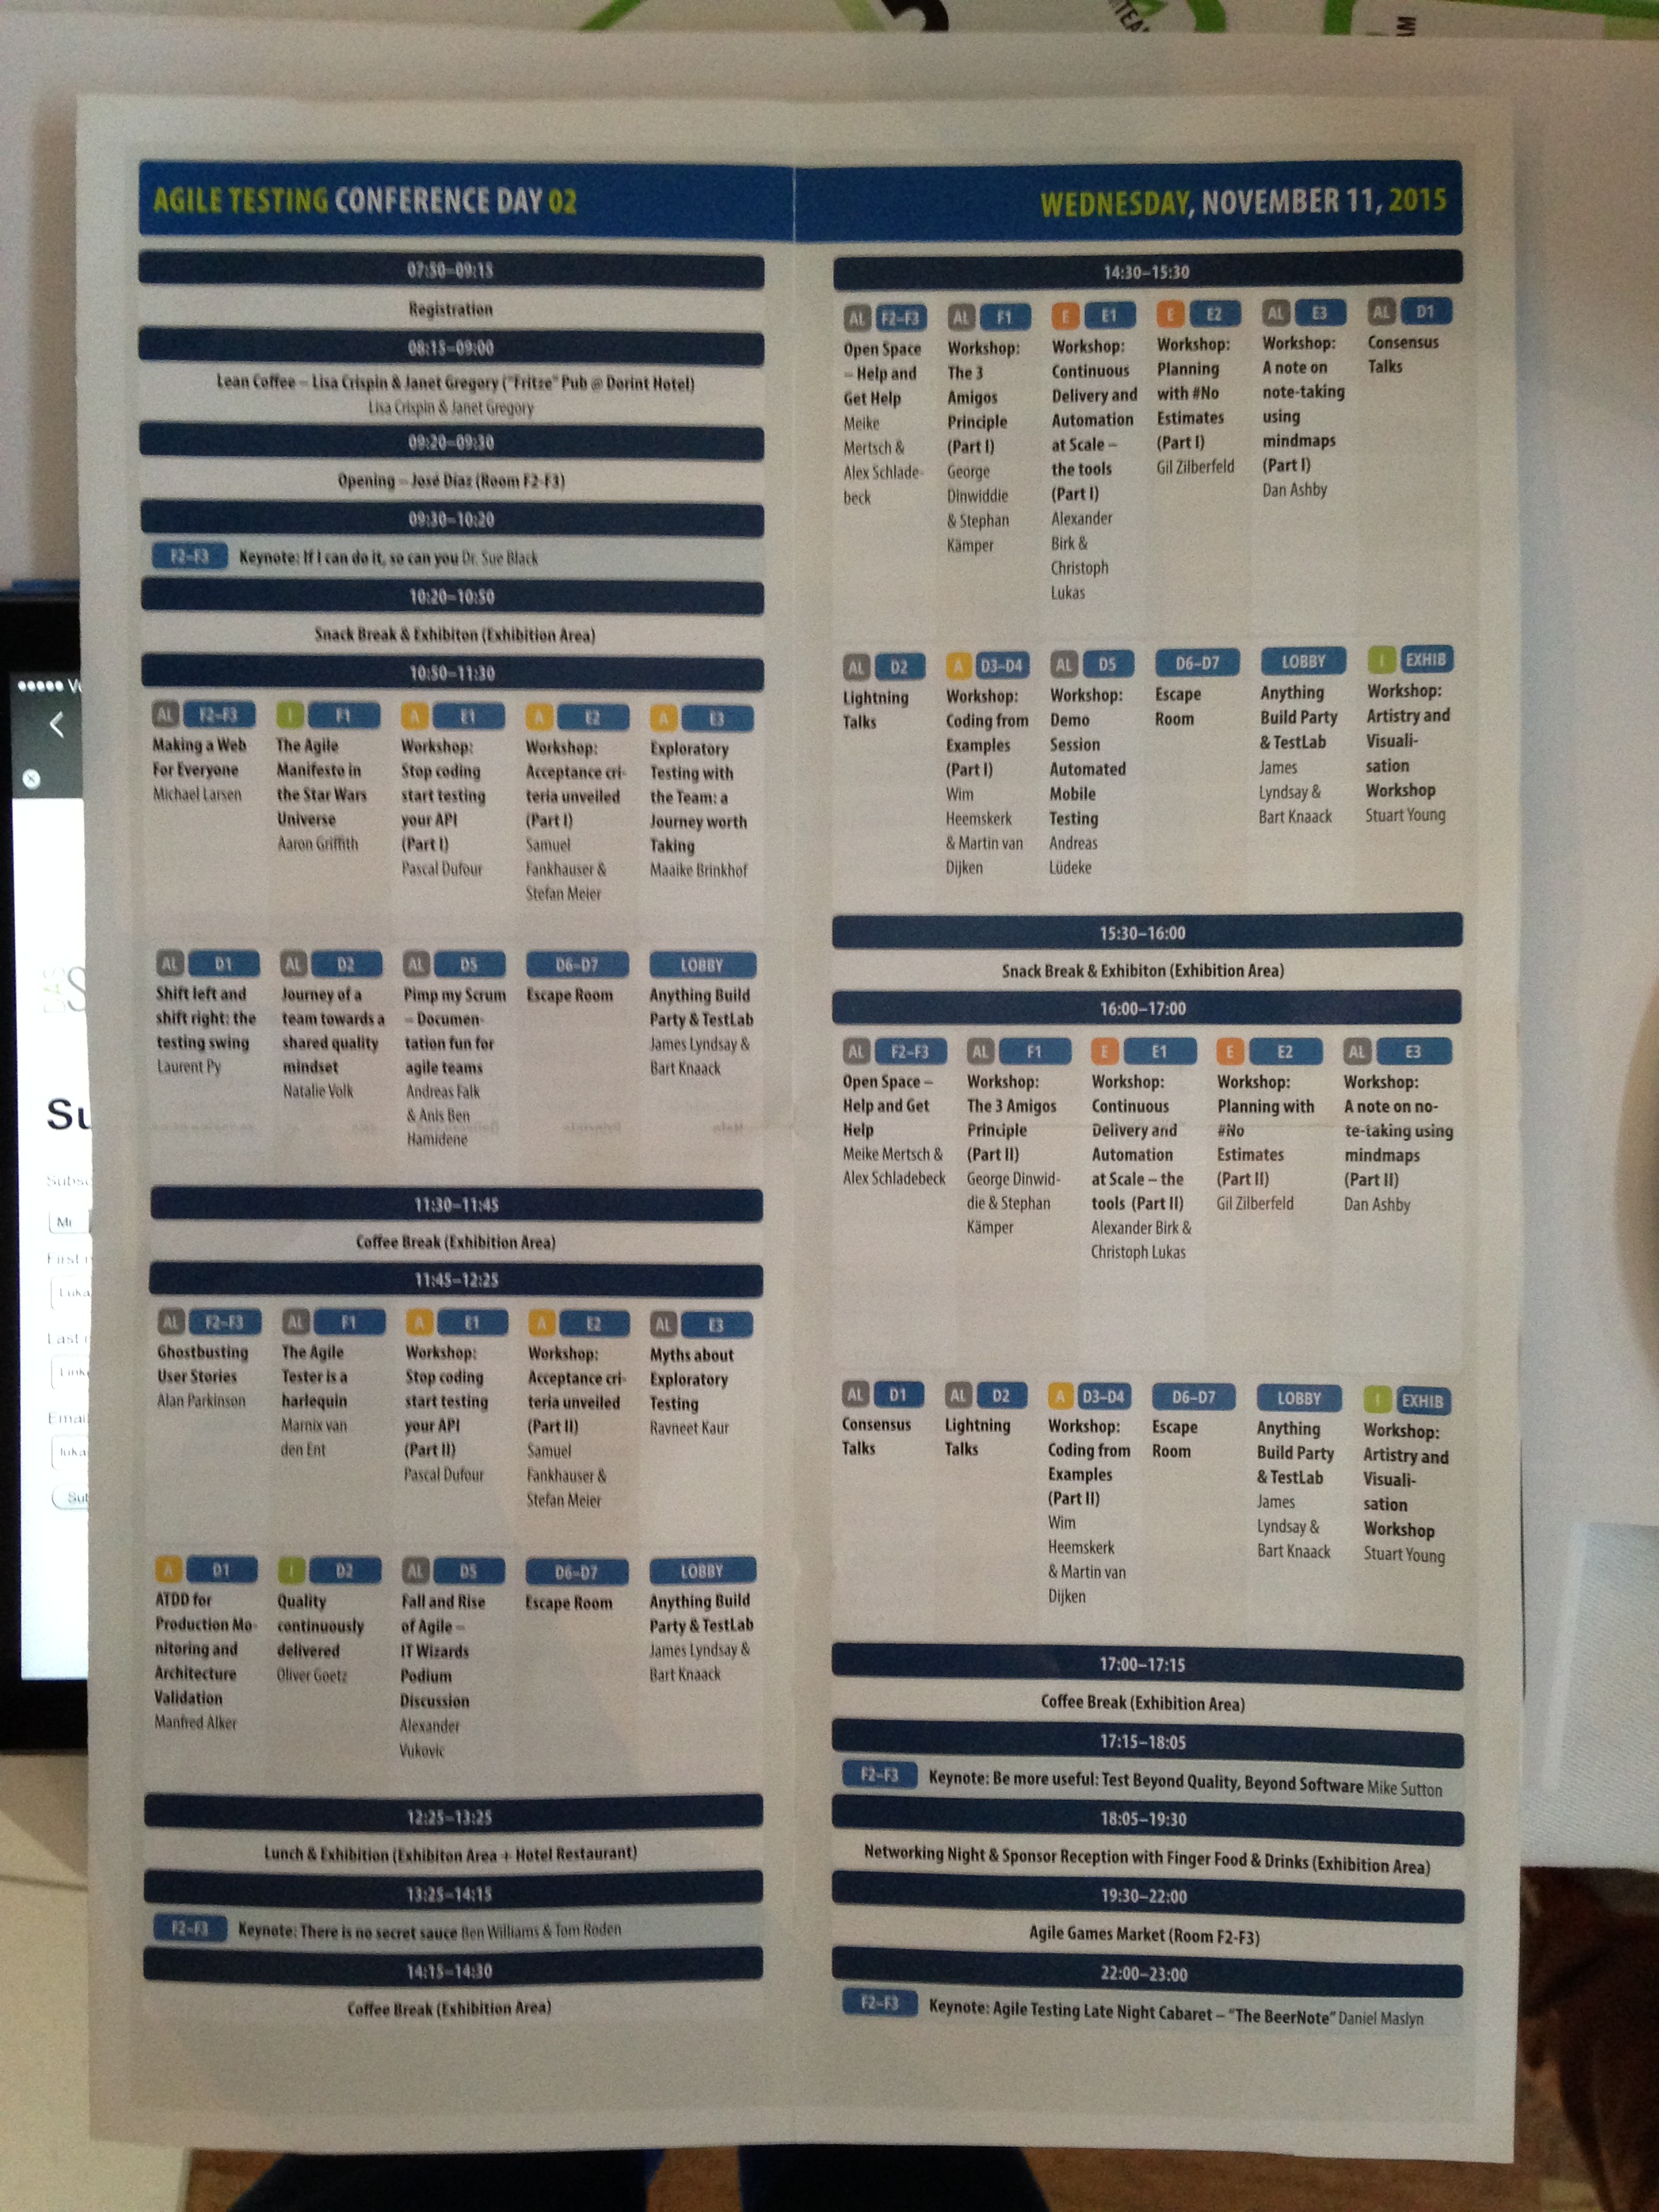 TEA
AM
AGILE TESTING CONFERENCE DAY 02
07:50–09:15
Registration
08:15–09:00
Lean Coffee – Lisa Crispin & Janet Gregory ("Fritze" Pub @ Dorint Hotel)
Lisa Crispin & Janet Gregory
09:20–09:30
Opening – José Díaz (Room F2-F3)
09:30–10:20
F2–F3 Keynote: If I can do it, so can you Dr. Sue Black
10:20–10:50
Snack Break & Exhibiton (Exhibition Area)
10:50–11:30
AL F2–F3
Making a Web
For Everyone
Michael Larsen
I F1
The Agile
Manifesto in
the Star Wars
Universe
Aaron Griffith
A E1
Workshop:
Stop coding
start testing
your API
(Part I)
Pascal Dufour
A E2
Workshop:
Acceptance cri-
teria unveiled
(Part I)
Samuel
Fankhauser &
Stefan Meier
A E3
Exploratory
Testing with
the Team: a
Journey worth
Taking
Maaike Brinkhof
AL D1
Shift left and
shift right: the
testing swing
Laurent Py
AL D2
Journey of a
team towards a
shared quality
mindset
Natalie Volk
AL D5
Pimp my Scrum
– Documen-
tation fun for
agile teams
Andreas Falk
& Anis Ben
Hamidene
D6–D7
Escape Room
LOBBY
Anything Build
Party & TestLab
James Lyndsay &
Bart Knaack
11:30–11:45
Coffee Break (Exhibition Area)
11:45–12:25
AL F2–F3
Ghostbusting
User Stories
Alan Parkinson
AL F1
The Agile
Tester is a
harlequin
Marnix van
den Ent
A E1
Workshop:
Stop coding
start testing
your API
(Part II)
Pascal Dufour
A E2
Workshop:
Acceptance cri-
teria unveiled
(Part II)
Samuel
Fankhauser &
Stefan Meier
AL E3
Myths about
Exploratory
Testing
Ravneet Kaur
A D1
ATDD for
Production Mo-
nitoring and
Architecture
Validation
Manfred Alker
I D2
Quality
continuously
delivered
Oliver Goetz
AL D5
Fall and Rise
of Agile –
IT Wizards
Podium
Discussion
Alexander
Vukovic
D6–D7
Escape Room
LOBBY
Anything Build
Party & TestLab
James Lyndsay &
Bart Knaack
12:25–13:25
Lunch & Exhibition (Exhibiton Area + Hotel Restaurant)
13:25–14:15
F2–F3 Keynote: There is no secret sauce Ben Williams & Tom Roden
14:15–14:30
Coffee Break (Exhibition Area)
WEDNESDAY, NOVEMBER 11, 2015
14:30–15:30
AL F2–F3
Open Space
– Help and
Get Help
Meike
Mertsch &
Alex Schlade-
beck
AL F1
Workshop:
The 3
Amigos
Principle
(Part I)
George
Dinwiddie
& Stephan
Kämper
E E1
Workshop:
Continuous
Delivery and
Automation
at Scale –
the tools
(Part I)
Alexander
Birk &
Christoph
Lukas
E E2
Workshop:
Planning
with #No
Estimates
(Part I)
Gil Zilberfeld
AL E3
Workshop:
A note on
note-taking
using
mindmaps
(Part I)
Dan Ashby
AL D1
Consensus
Talks
AL D2
Lightning
Talks
A D3–D4
Workshop:
Coding from
Examples
(Part I)
Wim
Heemskerk
& Martin van
Dijken
AL D5
Workshop:
Demo
Session
Automated
Mobile
Testing
Andreas
Lüdeke
D6–D7
Escape
Room
LOBBY
Anything
Build Party
& TestLab
James
Lyndsay &
Bart Knaack
I EXHIB
Workshop:
Artistry and
Visuali-
sation
Workshop
Stuart Young
15:30–16:00
Snack Break & Exhibiton (Exhibition Area)
16:00–17:00
AL F2–F3
Open Space –
Help and Get
Help
Meike Mertsch &
Alex Schladebeck
AL F1
Workshop:
The 3 Amigos
Principle
(Part II)
George Dinwid-
die & Stephan
Kämper
E E1
Workshop:
Continuous
Delivery and
Automation
at Scale – the
tools (Part II)
Alexander Birk &
Christoph Lukas
E E2
Workshop:
Planning with
#No
Estimates
(Part II)
Gil Zilberfeld
AL E3
Workshop:
A note on no-
te-taking using
mindmaps
(Part II)
Dan Ashby
AL D1
Consensus
Talks
AL D2
Lightning
Talks
A D3–D4
Workshop:
Coding from
Examples
(Part II)
Wim
Heemskerk
& Martin van
Dijken
D6–D7
Escape
Room
LOBBY
Anything
Build Party
& TestLab
James
Lyndsay &
Bart Knaack
I EXHIB
Workshop:
Artistry and
Visuali-
sation
Workshop
Stuart Young
17:00–17:15
Coffee Break (Exhibition Area)
17:15–18:05
F2–F3 Keynote: Be more useful: Test Beyond Quality, Beyond Software Mike Sutton
18:05–19:30
Networking Night & Sponsor Reception with Finger Food & Drinks (Exhibition Area)
19:30–22:00
Agile Games Market (Room F2-F3)
22:00–23:00
F2–F3 Keynote: Agile Testing Late Night Cabaret – "The BeerNote" Daniel Maslyn
Su